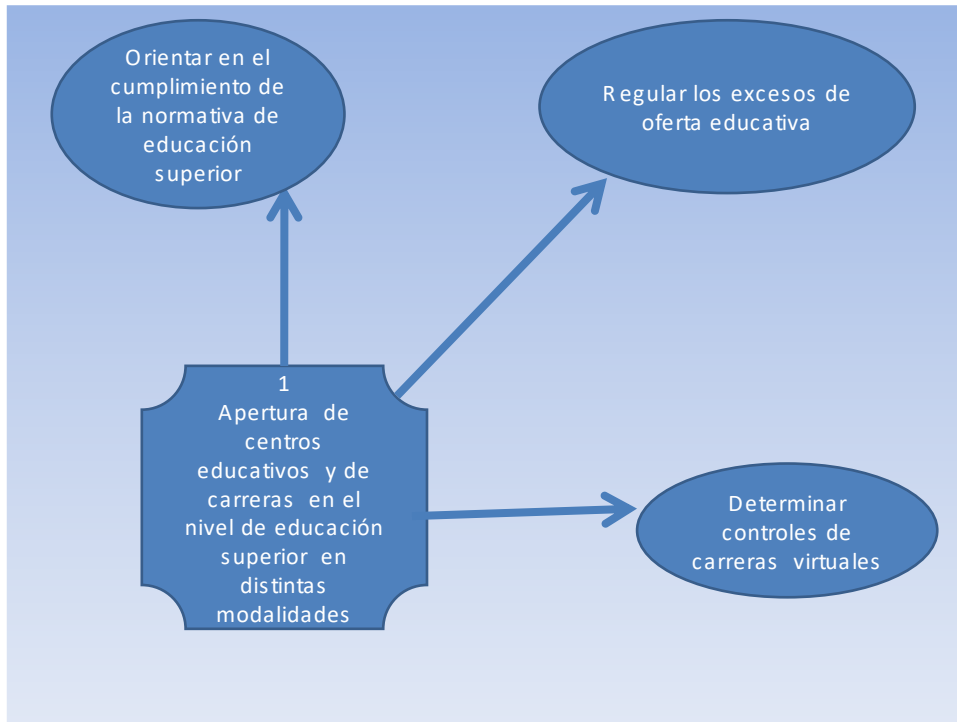 Orientar en el
cumplimiento de
la normativa de
educación
superior
Regular los excesos de
oferta educativa
1
Apertura de
centros
educativos y de
carreras en el
nivel de educación
superior en
distintas
modalidades
Determinar
controles de
carreras virtuales